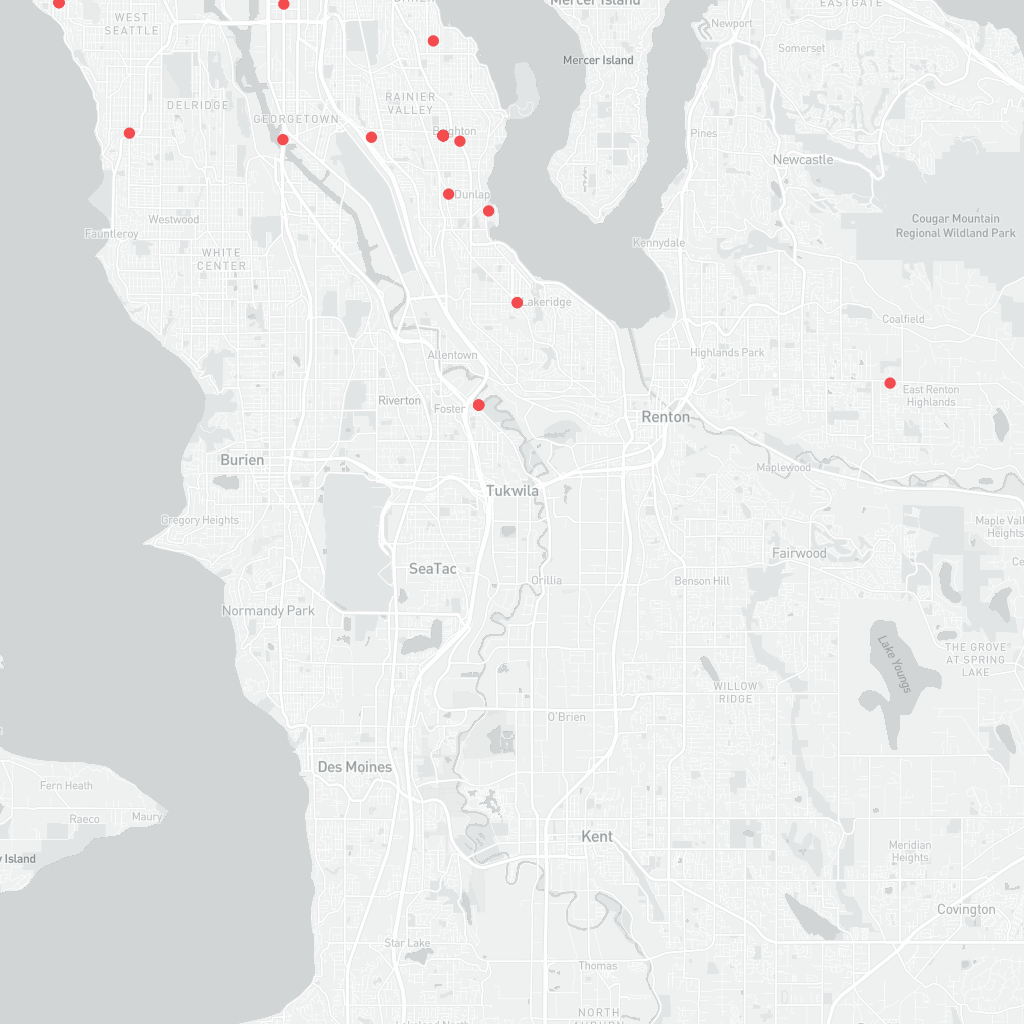 Mercer Island
EASTGATE
WEST
SEATTLE
Newport
Somerset
Mercer Island
RAINIER
VALLEY
DELRIDGE
GEORGETOWN
Brighton
Pines
Newcastle
Dunlap
Westwood
Fauntleroy
Cougar Mountain
Regional Wildland Park
Kennydale
WHITE
CENTER
Lakeridge
Coalfield
Allentown
Highlands Park
Riverton
Foster
East Renton
Highlands
Renton
Burien
Maplewood
Tukwila
Gregory Heights
Maple Val
Heights
Fairwood
Ce
SeaTac
Orillia
Benson Hill
Normandy Park
Lake Youngs
THE GROVE
AT SPRING
LAKE
WILLOW
RIDGE
O'Brien
Des Moines
Fern Heath
Raeco
Maury
Kent
Meridian
Heights
y Island
Covington
Star Lake
Thomas
NORTH